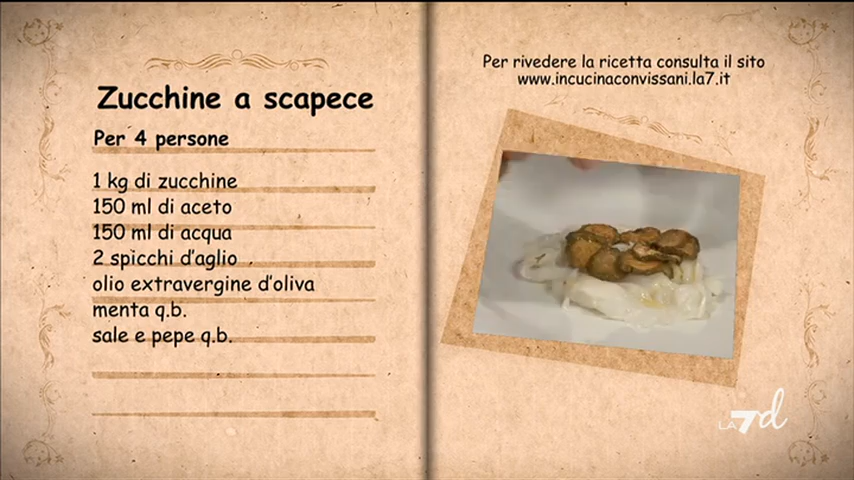 Zucchine a scapece
Per 4 persone
1 kg di zucchine
150 ml di aceto
150 ml di acqua
2 spicchi d'aglio
olio extravergine d'oliva
menta q.b.
sale e pepe q.b.
Per rivedere la ricetta consulta il sito
www.incucinaconvissani.la7.it
LA7d